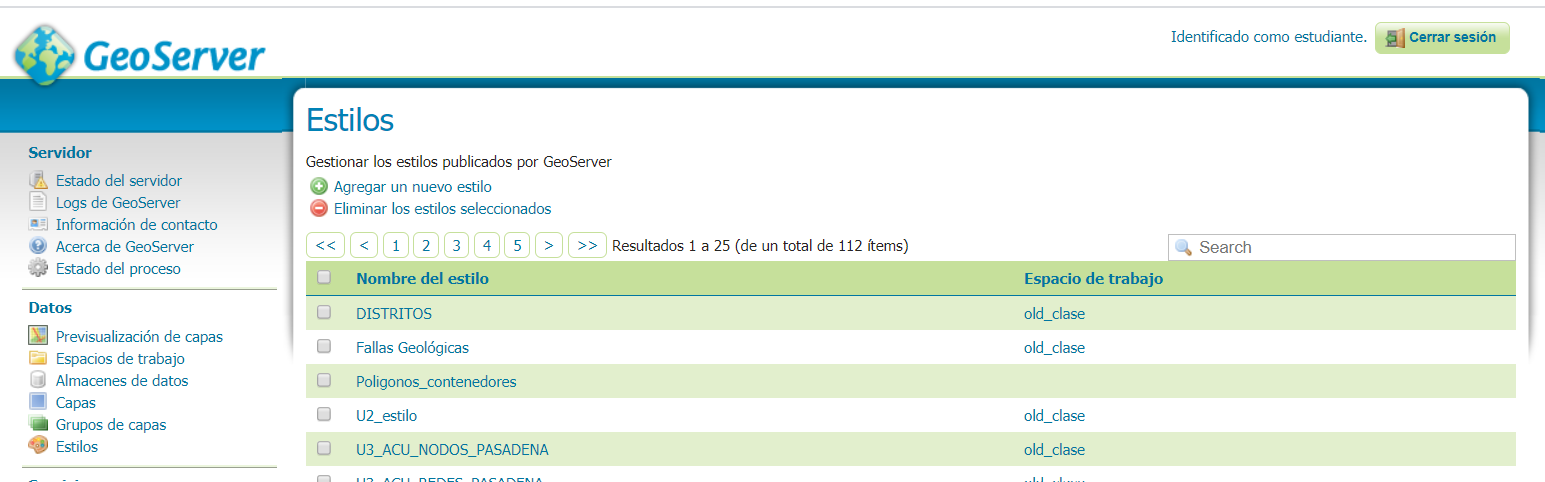 GeoServer
Identificado como estudiante. Cerrar sesión
Servidor
Estado del servidor
Logs de GeoServer
Información de contacto
Acerca de GeoServer
Estado del proceso
Datos
Previsualización de capas
Espacios de trabajo
Almacenes de datos
Capas
Grupos de capas
Estilos
Estilos
Gestionar los estilos publicados por GeoServer
Agregar un nuevo estilo
Eliminar los estilos seleccionados
<< < 1 2 3 4 5 > >> Resultados 1 a 25 (de un total de 112 ítems) Search
Nombre del estilo Espacio de trabajo
DISTRITOS old_clase
Fallas Geológicas old_clase
Poligonos_contenedores
U2_estilo old_clase
U3_ACU_NODOS_PASADENA old_clase
U3_ACU_REDES_PASADENA old_clase